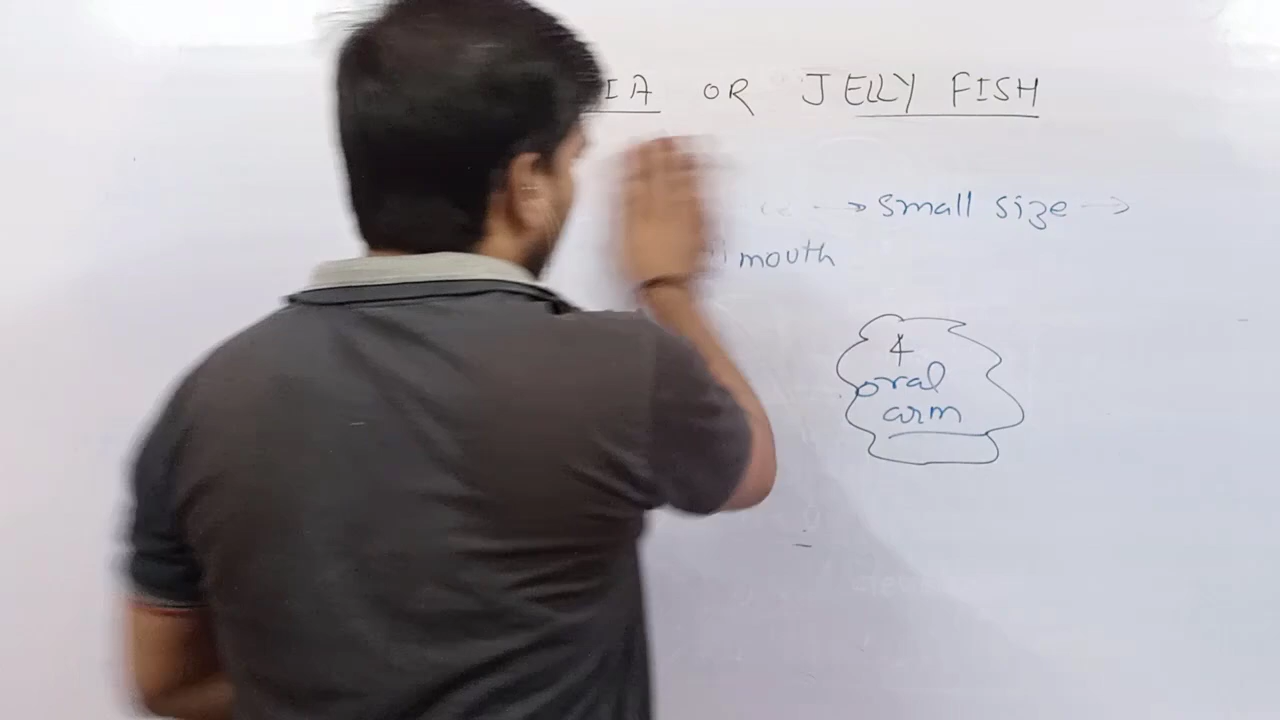 IA OR JELLY FISH
→ small size →
mouth
4
oral
arm